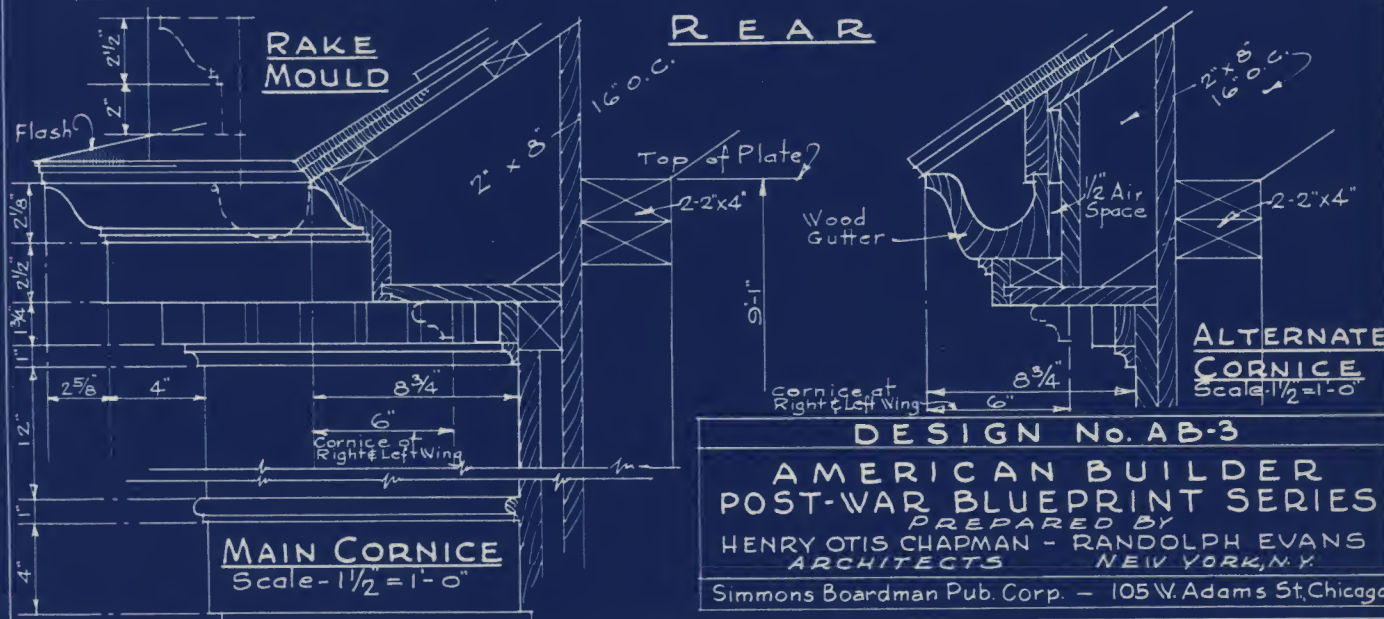 REAR
RAKE
MOULD
2½"
2"
Flash
2⅛"
2½"
1¾"
1"
12"
1"
4"
2⅝"
4"
8¾"
6"
Cornice of
Right & Left Wing
2" x 8"
16" O.C.
Top of Plate
2-2"x4"
9'-1"
MAIN CORNICE
Scale-1½"=1'-0"
2" x 8"
16" O.C.
Wood
Gutter
½" Air
Space
2-2"x4"
8¾"
6"
Cornice at
Right & Left Wing
ALTERNATE
CORNICE
Scale-1½"=1'-0"
DESIGN No. AB-3
AMERICAN BUILDER
POST-WAR BLUEPRINT SERIES
PREPARED BY
HENRY OTIS CHAPMAN - RANDOLPH EVANS
ARCHITECTS NEW YORK, N.Y.
Simmons Boardman Pub. Corp. - 105 W. Adams St, Chicago